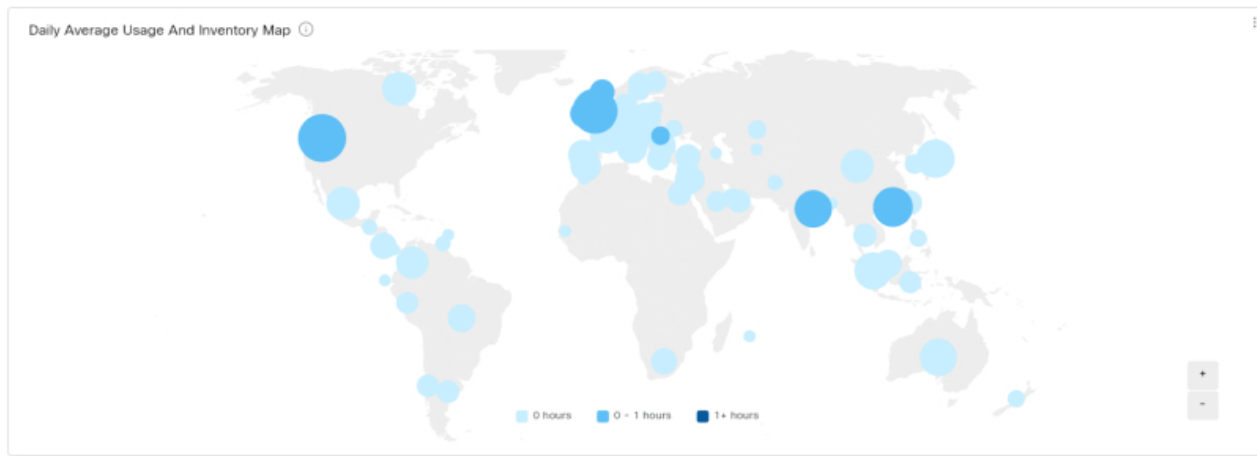 Daily Average Usage And Inventory Map
0 hours
0 - 1 hours
1+ hours
+
-